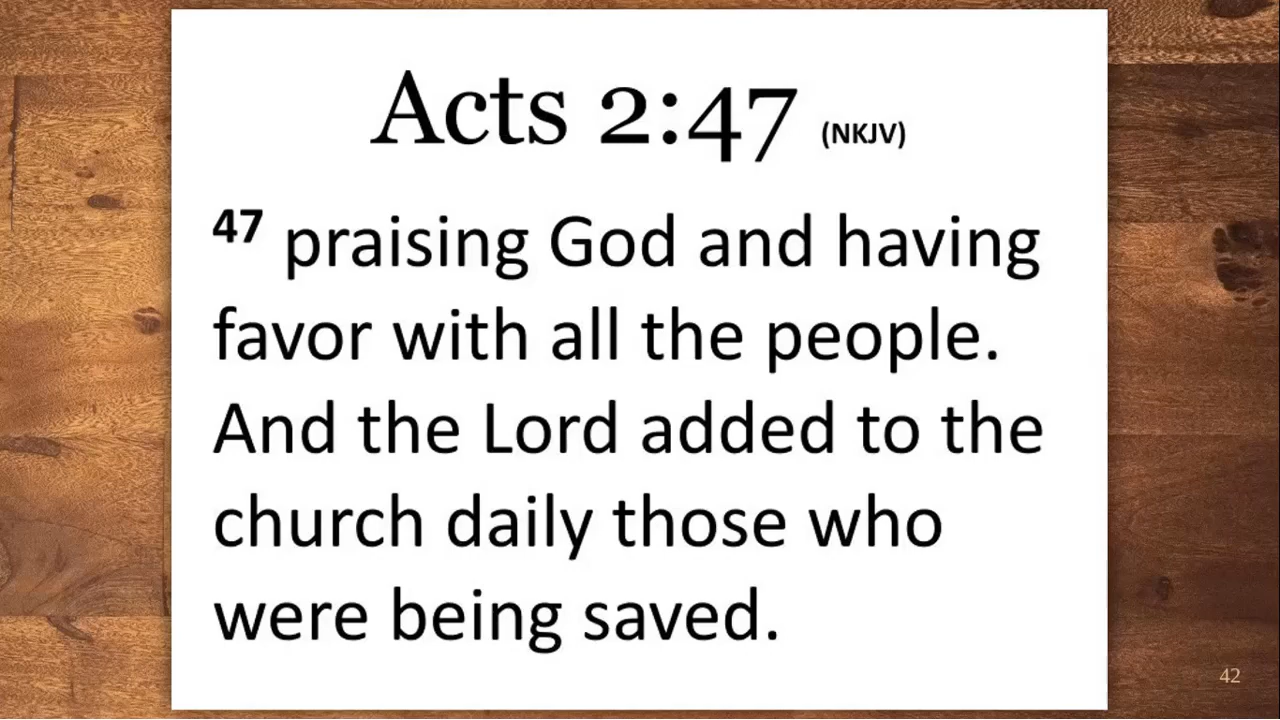 Acts 2:47 (NKJV)
47 praising God and having
favor with all the people.
And the Lord added to the
church daily those who
were being saved.
42